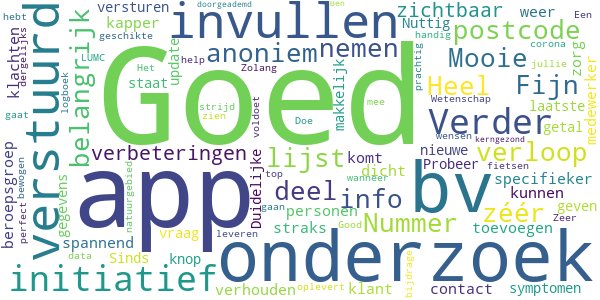 hebt
dergelijks
klachten
kapper
versturen
geschikte
doorgeademd
LUMC
Het
staat
update
help
Zolang
invullen
anoniem
nemen
makkelijk
Ben
handig
prachtig
zichtbaar
Nuttig
weer
Een
postcode
corona
jullie
zorg
Mooie
Goed
verstuurd
belangrijk
logboek
strijd
zien
voldoet
Doe
mee
Heel
Fijn
Wetenschap
laatste
getal
medewerker
gaat
beroepsgroep
perfect
bewogen
gegevens
app
verbeteringen
natuurgebied
Duidelijke
lijst
dicht
komt
Verder
wensen
kerngezond
verloop
nieuwe
Probeer
fietsen
wanneer
top
deel
info
bv
zéér
specifieker
kunnen
Zeer
geven
spannend
vraag
gaan
personen
straks
Nummer
toevoegen
Sinds
knop
leveren
Good
onderzoek
initiatief
data
verhouden
oplevert
klant
bijdrage
contact
symptomen